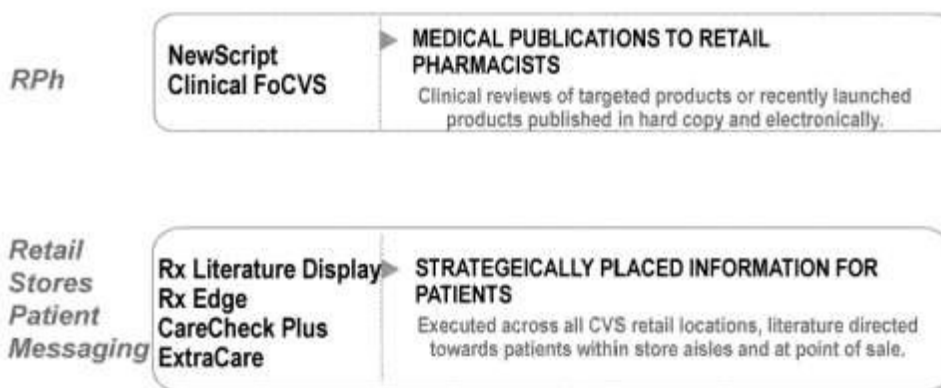 RPh
NewScript
Clinical FoCVS
MEDICAL PUBLICATIONS TO RETAIL
PHARMACISTS
Clinical reviews of targeted products or recently launched
products published in hard copy and electronically.
Retail
Stores
Patient
Messaging
Rx Literature Display
Rx Edge
CareCheck Plus
ExtraCare
STRATEGEICALLY PLACED INFORMATION FOR
PATIENTS
Executed across all CVS retail locations, literature directed
towards patients within store aisles and at point of sale.